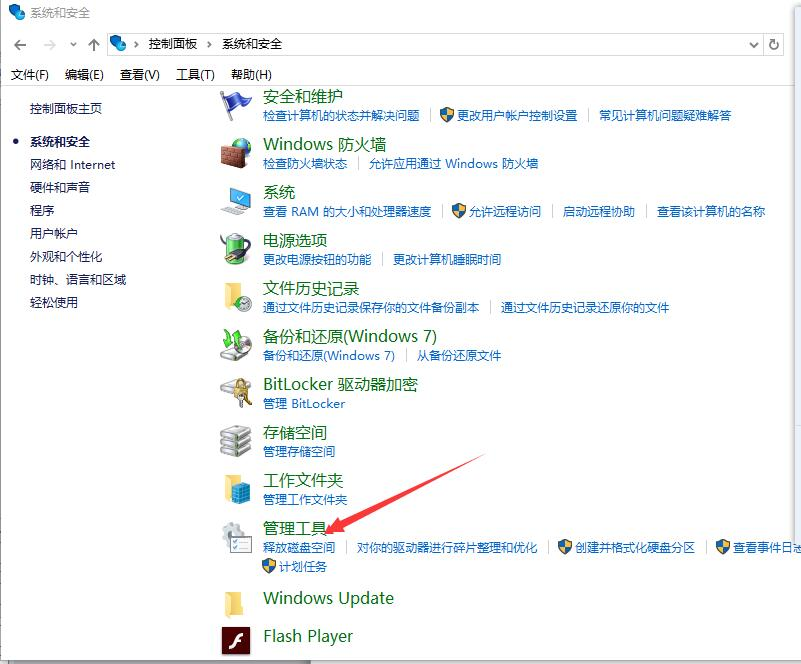 系统和安全
控制面板 系统和安全
文件(F) 编辑(E) 查看(V) 工具(T) 帮助(H)
控制面板主页
系统和安全
网络和 Internet
硬件和声音
程序
用户帐户
外观和个性化
时钟、语言和区域
轻松使用
安全和维护
检查计算机的状态并解决问题 更改用户帐户控制设置 常见计算机问题疑难解答
Windows 防火墙
检查防火墙状态 允许应用通过 Windows 防火墙
系统
查看 RAM 的大小和处理器速度 允许远程访问 启动远程协助 查看该计算机的名称
电源选项
更改电源按钮的功能 更改计算机睡眠时间
文件历史记录
通过文件历史记录保存你的文件备份副本 通过文件历史记录还原你的文件
备份和还原(Windows 7)
备份和还原(Windows 7) 从备份还原文件
BitLocker 驱动器加密
管理 BitLocker
存储空间
管理存储空间
工作文件夹
管理工作文件夹
管理工具
释放磁盘空间 对你的驱动器进行碎片整理和优化 创建并格式化硬盘分区 查看事件日志
计划任务
Windows Update
Flash Player